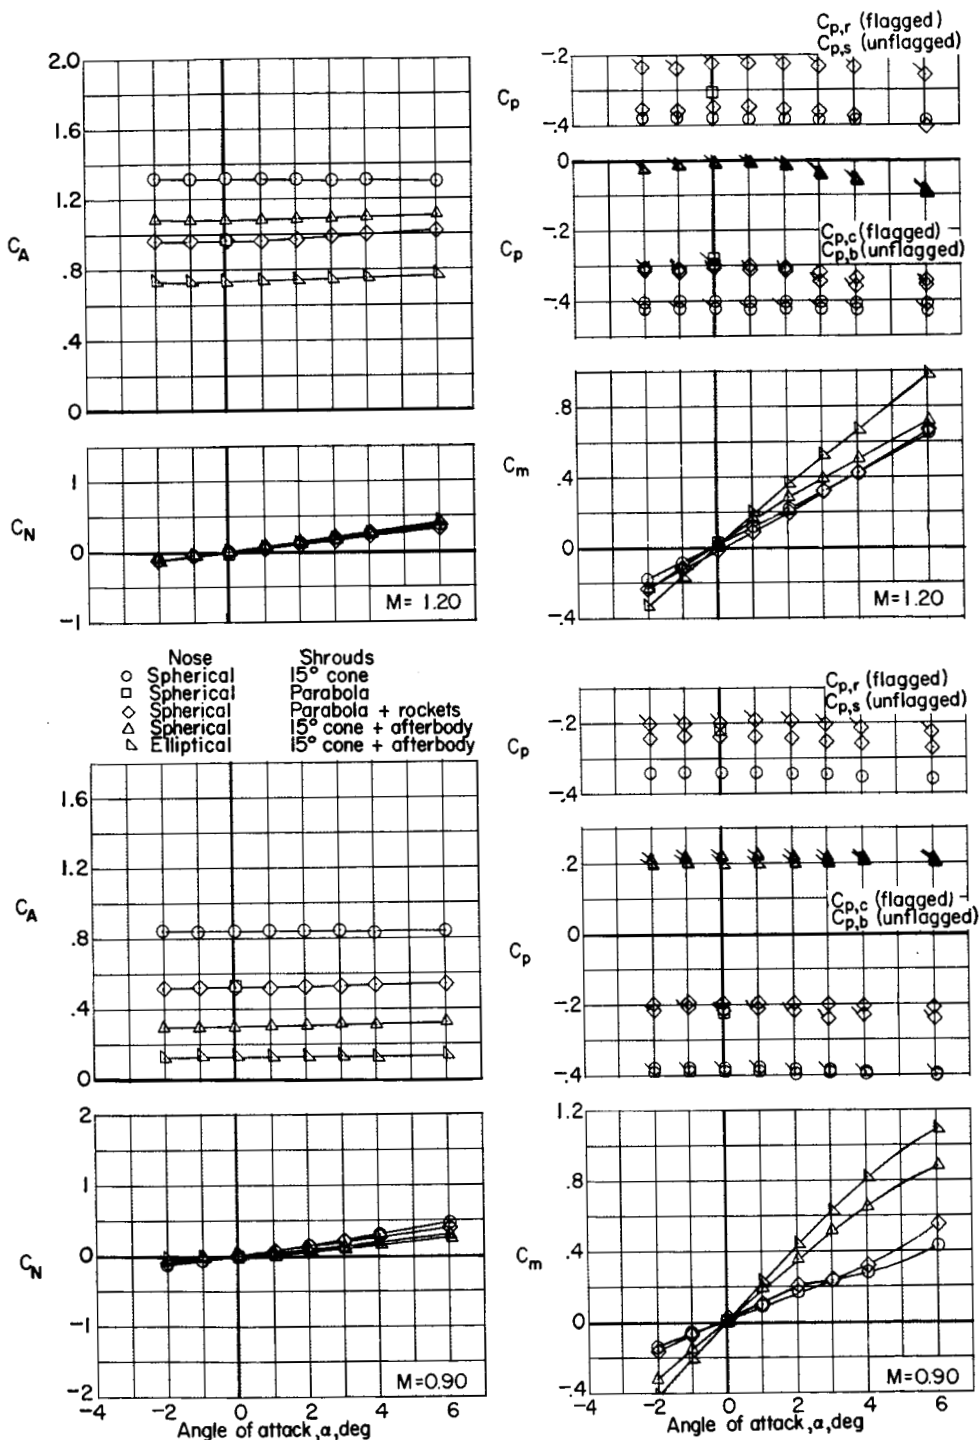 C_p,r (flagged)
C_p,s (unflagged)
2.0
1.6
1.2
C_A
.8
.4
0
-.2
C_p
-.4
0
-.2
C_p
-.4
C_p,c (flagged)
C_p,b (unflagged)
1
C_N
0
-1
M= 1.20
.8
C_m
.4
0
-.4
M=1.20
Nose Shrouds
Spherical 15° cone
Spherical Parabola
Spherical Parabola + rockets
Spherical 15° cone + afterbody
Elliptical 15° cone + afterbody
C_p,r (flagged)
C_p,s (unflagged)
-.2
C_p
-.4
1.6
1.2
C_A
.8
.4
0
.2
C_p,c (flagged)
C_p,b (unflagged)
0
C_p
-.2
-.4
2
1
C_N
0
-1
-2
M=0.90
-4 -2 0 2 4 6
Angle of attack, α, deg
1.2
.8
C_m
.4
0
-.4
M=0.90
-4 -2 0 2 4 6
Angle of attack, α, deg